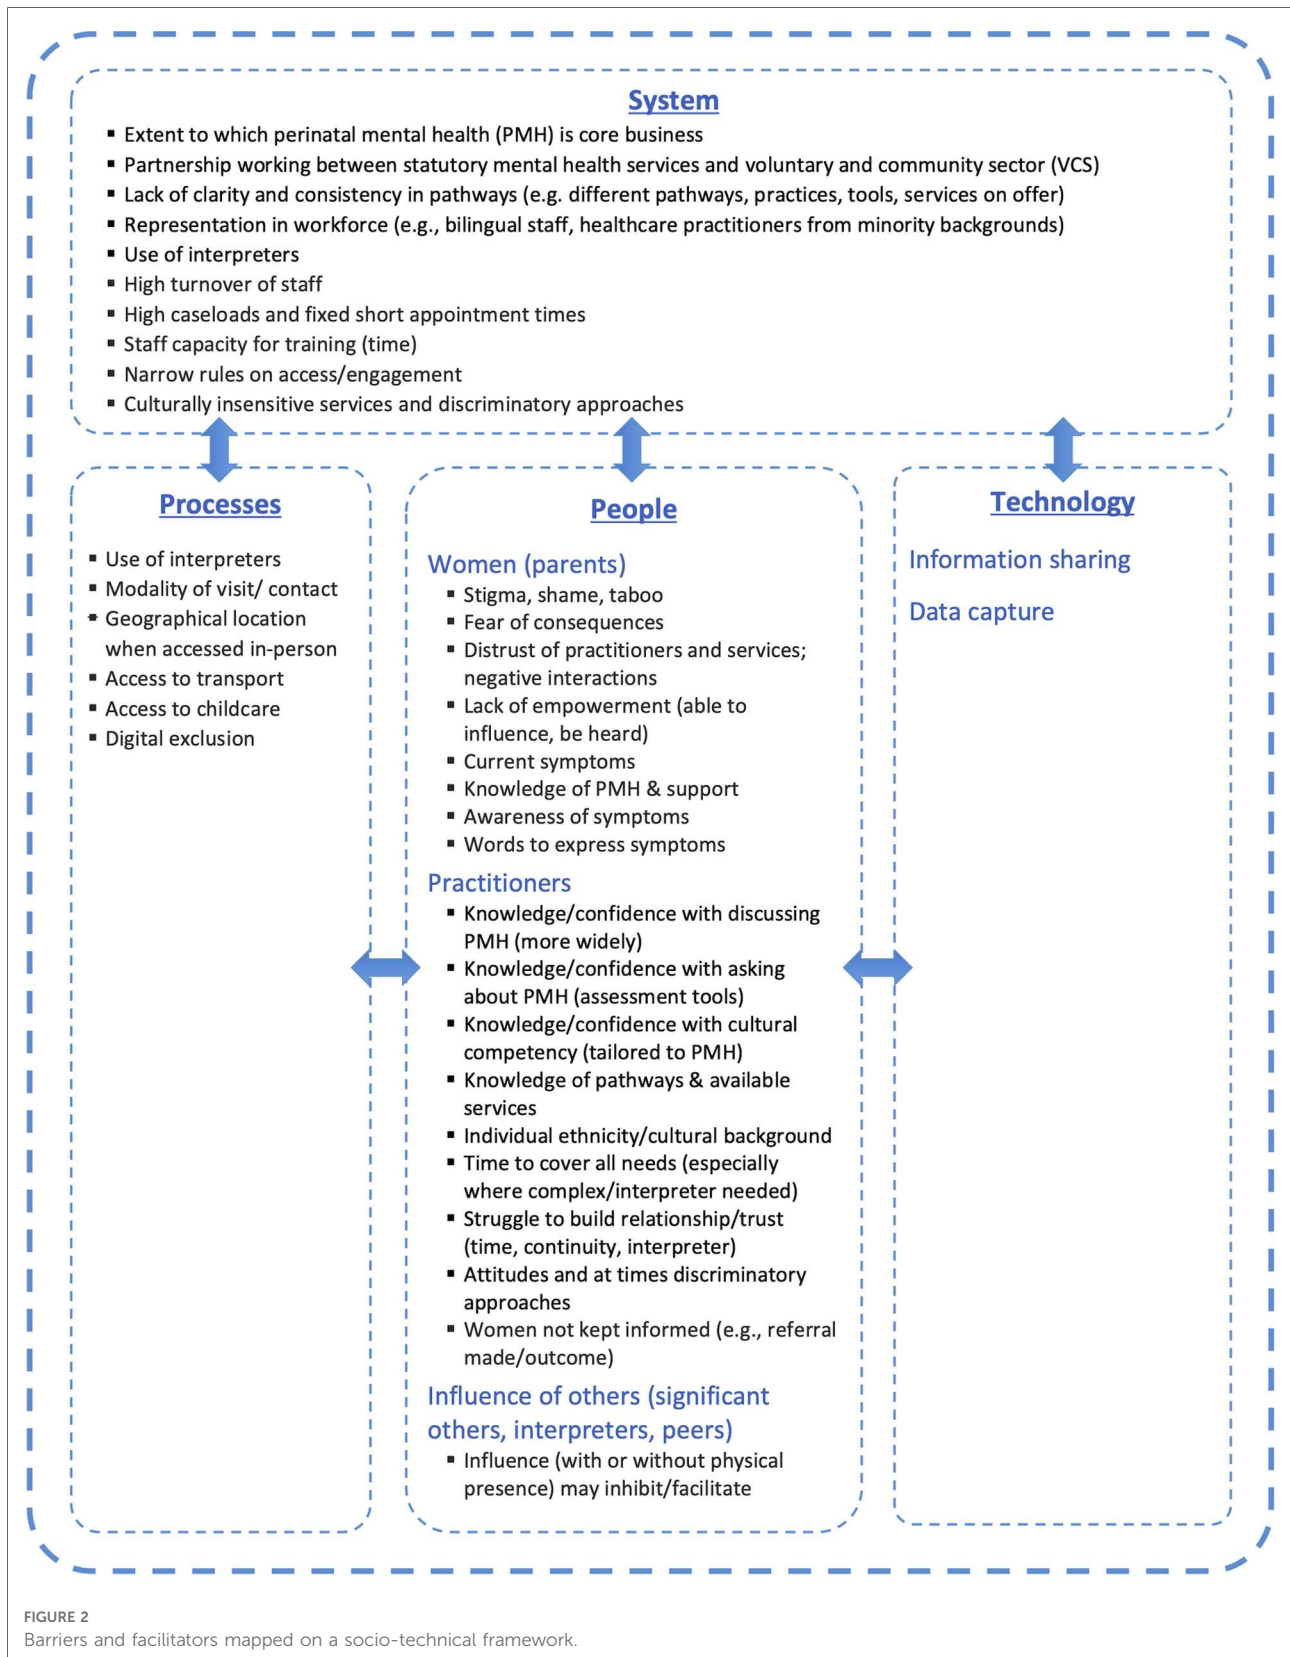 System
▪ Extent to which perinatal mental health (PMH) is core business
▪ Partnership working between statutory mental health services and voluntary and community sector (VCS)
▪ Lack of clarity and consistency in pathways (e.g. different pathways, practices, tools, services on offer)
▪ Representation in workforce (e.g., bilingual staff, healthcare practitioners from minority backgrounds)
▪ Use of interpreters
▪ High turnover of staff
▪ High caseloads and fixed short appointment times
▪ Staff capacity for training (time)
▪ Narrow rules on access/engagement
▪ Culturally insensitive services and discriminatory approaches
Processes
▪ Use of interpreters
▪ Modality of visit/ contact
▪ Geographical location
when accessed in-person
▪ Access to transport
▪ Access to childcare
▪ Digital exclusion
People
Women (parents)
▪ Stigma, shame, taboo
▪ Fear of consequences
▪ Distrust of practitioners and services;
negative interactions
▪ Lack of empowerment (able to
influence, be heard)
▪ Current symptoms
▪ Knowledge of PMH & support
▪ Awareness of symptoms
▪ Words to express symptoms
Practitioners
▪ Knowledge/confidence with discussing
PMH (more widely)
▪ Knowledge/confidence with asking
about PMH (assessment tools)
▪ Knowledge/confidence with cultural
competency (tailored to PMH)
▪ Knowledge of pathways & available
services
▪ Individual ethnicity/cultural background
▪ Time to cover all needs (especially
where complex/interpreter needed)
▪ Struggle to build relationship/trust
(time, continuity, interpreter)
▪ Attitudes and at times discriminatory
approaches
▪ Women not kept informed (e.g., referral
made/outcome)
Influence of others (significant
others, interpreters, peers)
▪ Influence (with or without physical
presence) may inhibit/facilitate
Technology
Information sharing
Data capture
FIGURE 2
Barriers and facilitators mapped on a socio-technical framework.